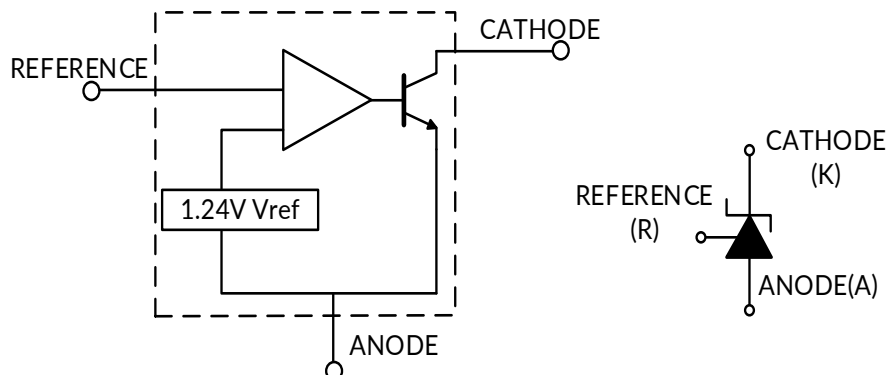 CATHODE
REFERENCE
1.24V Vref
ANODE
CATHODE
(K)
REFERENCE
(R)
ANODE(A)